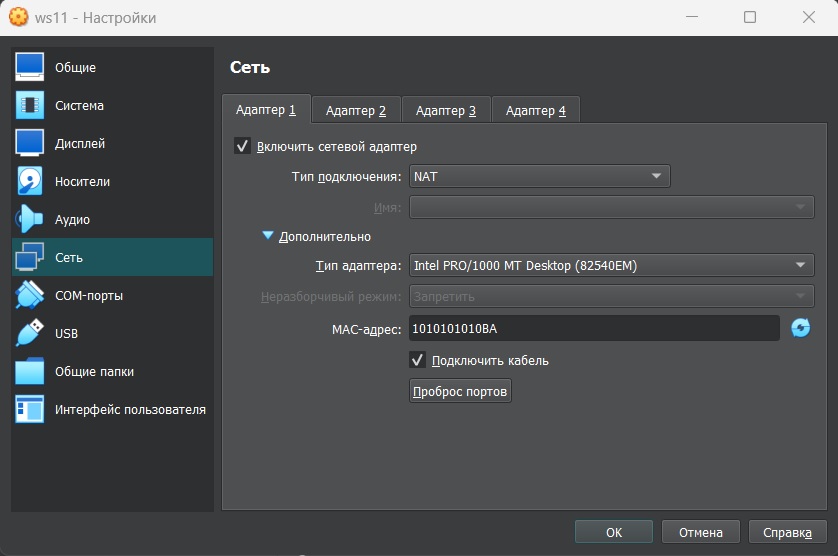 ws11 - Настройки
Общие
Система
Дисплей
Носители
Аудио
Сеть
COM-порты
USB
Общие папки
Интерфейс пользователя
Сеть
Адаптер 1 Адаптер 2 Адаптер 3 Адаптер 4
Включить сетевой адаптер
Тип подключения: NAT
Имя:
Дополнительно
Тип адаптера: Intel PRO/1000 MT Desktop (82540EM)
Неразборчивый режим: Запретить
MAC-адрес: 1010101010BA
Подключить кабель
Проброс портов
OK Отмена Справка